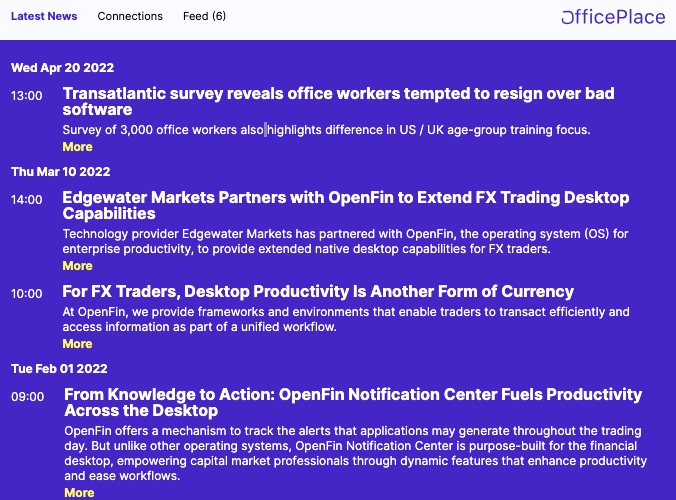 Latest News Connections Feed (6) OfficePlace
Wed Apr 20 2022
13:00 Transatlantic survey reveals office workers tempted to resign over bad
software
Survey of 3,000 office workers also highlights difference in US / UK age-group training focus.
More
Thu Mar 10 2022
14:00 Edgewater Markets Partners with OpenFin to Extend FX Trading Desktop
Capabilities
Technology provider Edgewater Markets has partnered with OpenFin, the operating system (OS) for
enterprise productivity, to provide extended native desktop capabilities for FX traders.
More
10:00 For FX Traders, Desktop Productivity Is Another Form of Currency
At OpenFin, we provide frameworks and environments that enable traders to transact efficiently and
access information as part of a unified workflow.
More
Tue Feb 01 2022
09:00 From Knowledge to Action: OpenFin Notification Center Fuels Productivity
Across the Desktop
OpenFin offers a mechanism to track the alerts that applications may generate throughout the trading
day. But unlike other operating systems, OpenFin Notification Center is purpose-built for the financial
desktop, empowering capital market professionals through dynamic features that enhance productivity
and ease workflows.
More